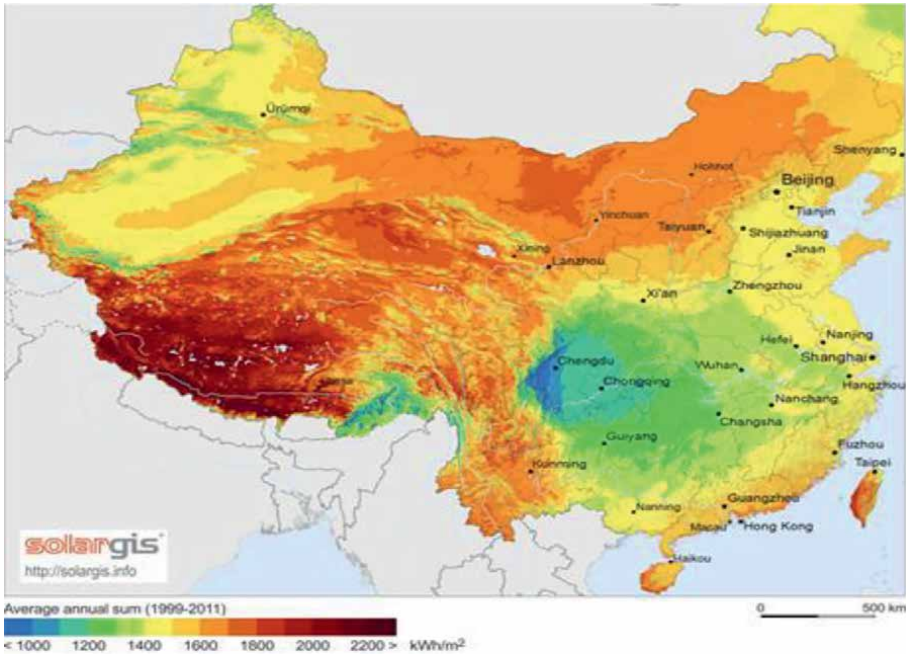 Ürümqi
Shenyang
Hohhot
Beijing
Tianjin
Yinchuan
Taiyuan
Shijiazhuang
Jinan
Xining
Lanzhou
Xi'an
Zhengzhou
Nanjing
Hefei
Shanghai
Chengdu
Wuhan
Hangzhou
Chongqing
Nanchang
Changsha
Guiyang
Fuzhou
Taipei
Kunming
Nanning
Guangzhou
Macau
Hong Kong
Haikou
solargis
http://solargis.info
Average annual sum (1999-2011)
0 500 km
< 1000 1200 1400 1600 1800 2000 2200 > kWh/m²